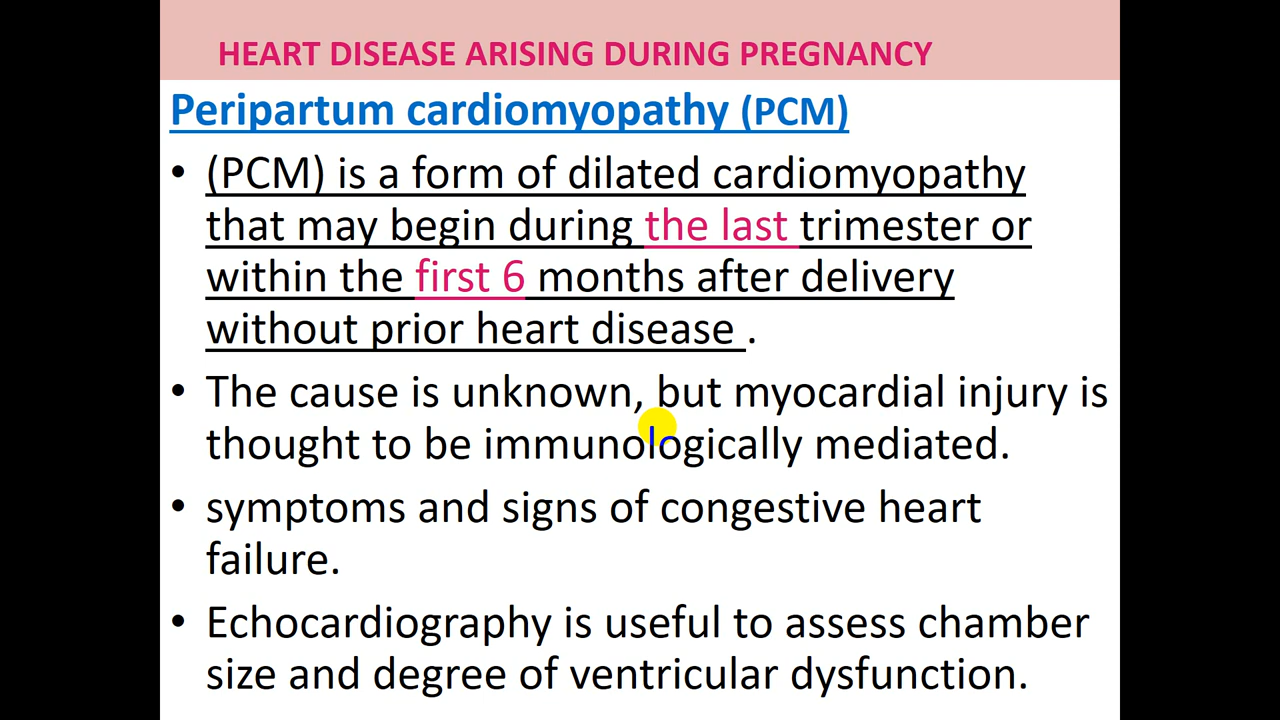 HEART DISEASE ARISING DURING PREGNANCY
Peripartum cardiomyopathy (PCM)
• (PCM) is a form of dilated cardiomyopathy
that may begin during the last trimester or
within the first 6 months after delivery
without prior heart disease .
• The cause is unknown, but myocardial injury is
thought to be immunologically mediated.
• symptoms and signs of congestive heart
failure.
• Echocardiography is useful to assess chamber
size and degree of ventricular dysfunction.